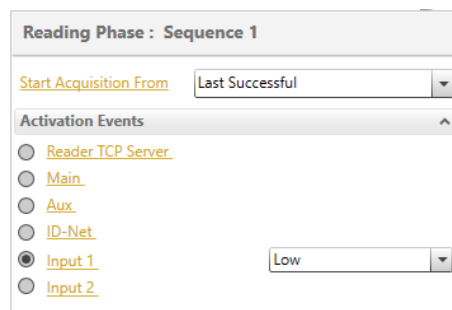 Reading Phase : Sequence 1
Start Acquisition From Last Successful
Activation Events
Reader TCP Server
Main
Aux
ID-Net
Input 1 Low
Input 2